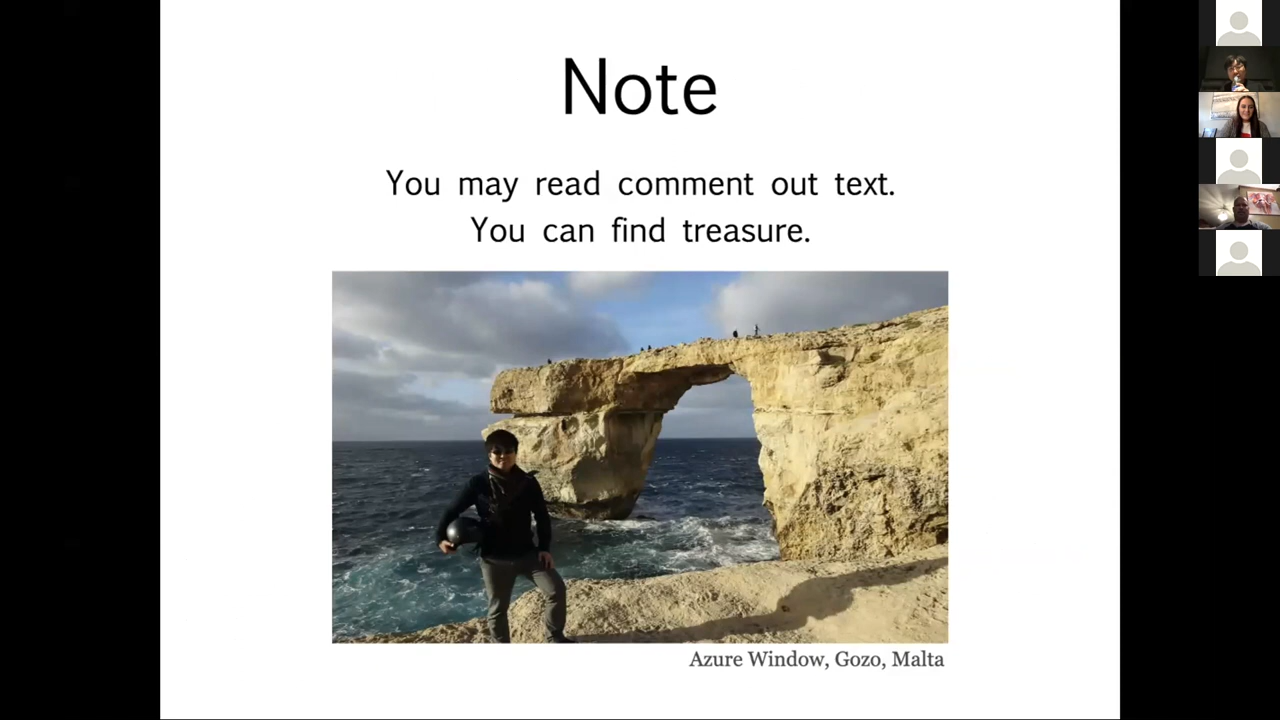 Note
You may read comment out text.
You can find treasure.
Azure Window, Gozo, Malta